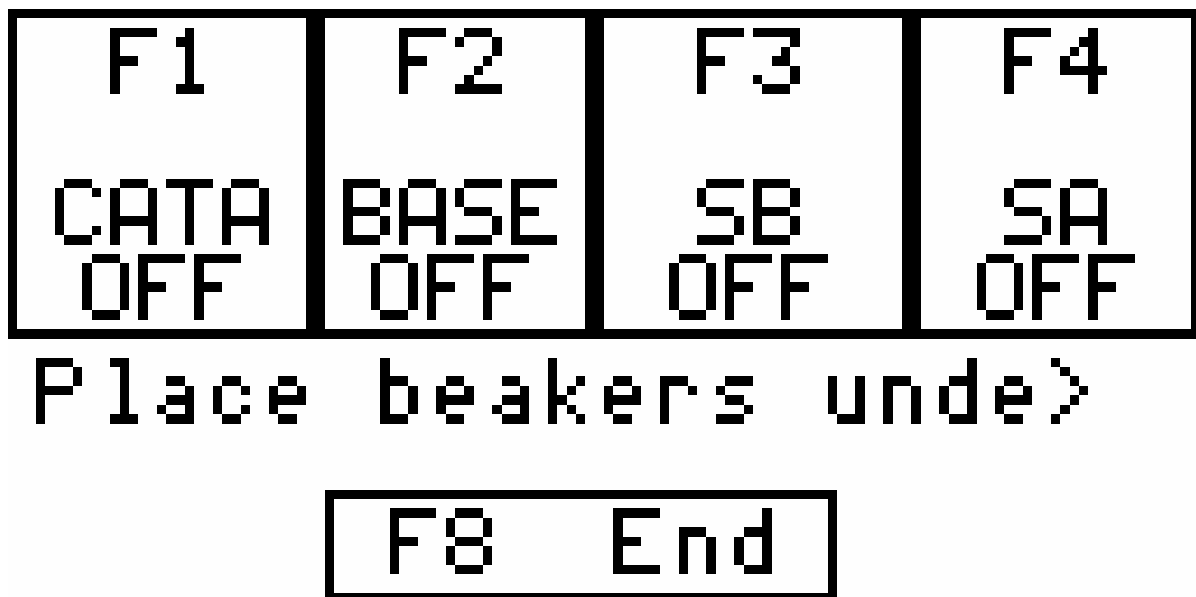 F1 F2 F3 F4
CATA BASE SB SA
OFF OFF OFF OFF
Place beakers unde>
F8 End